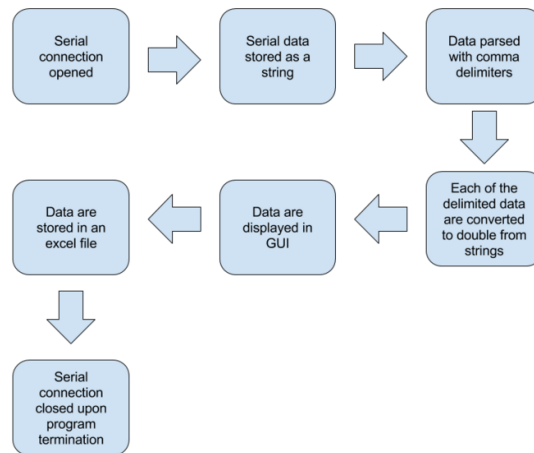 Serial
connection
opened
Serial data
stored as a
string
Data parsed
with comma
delimiters
Each of the
delimited data
are converted
to double from
strings
Data are
displayed in
GUI
Data are
stored in an
excel file
Serial
connection
closed upon
program
termination